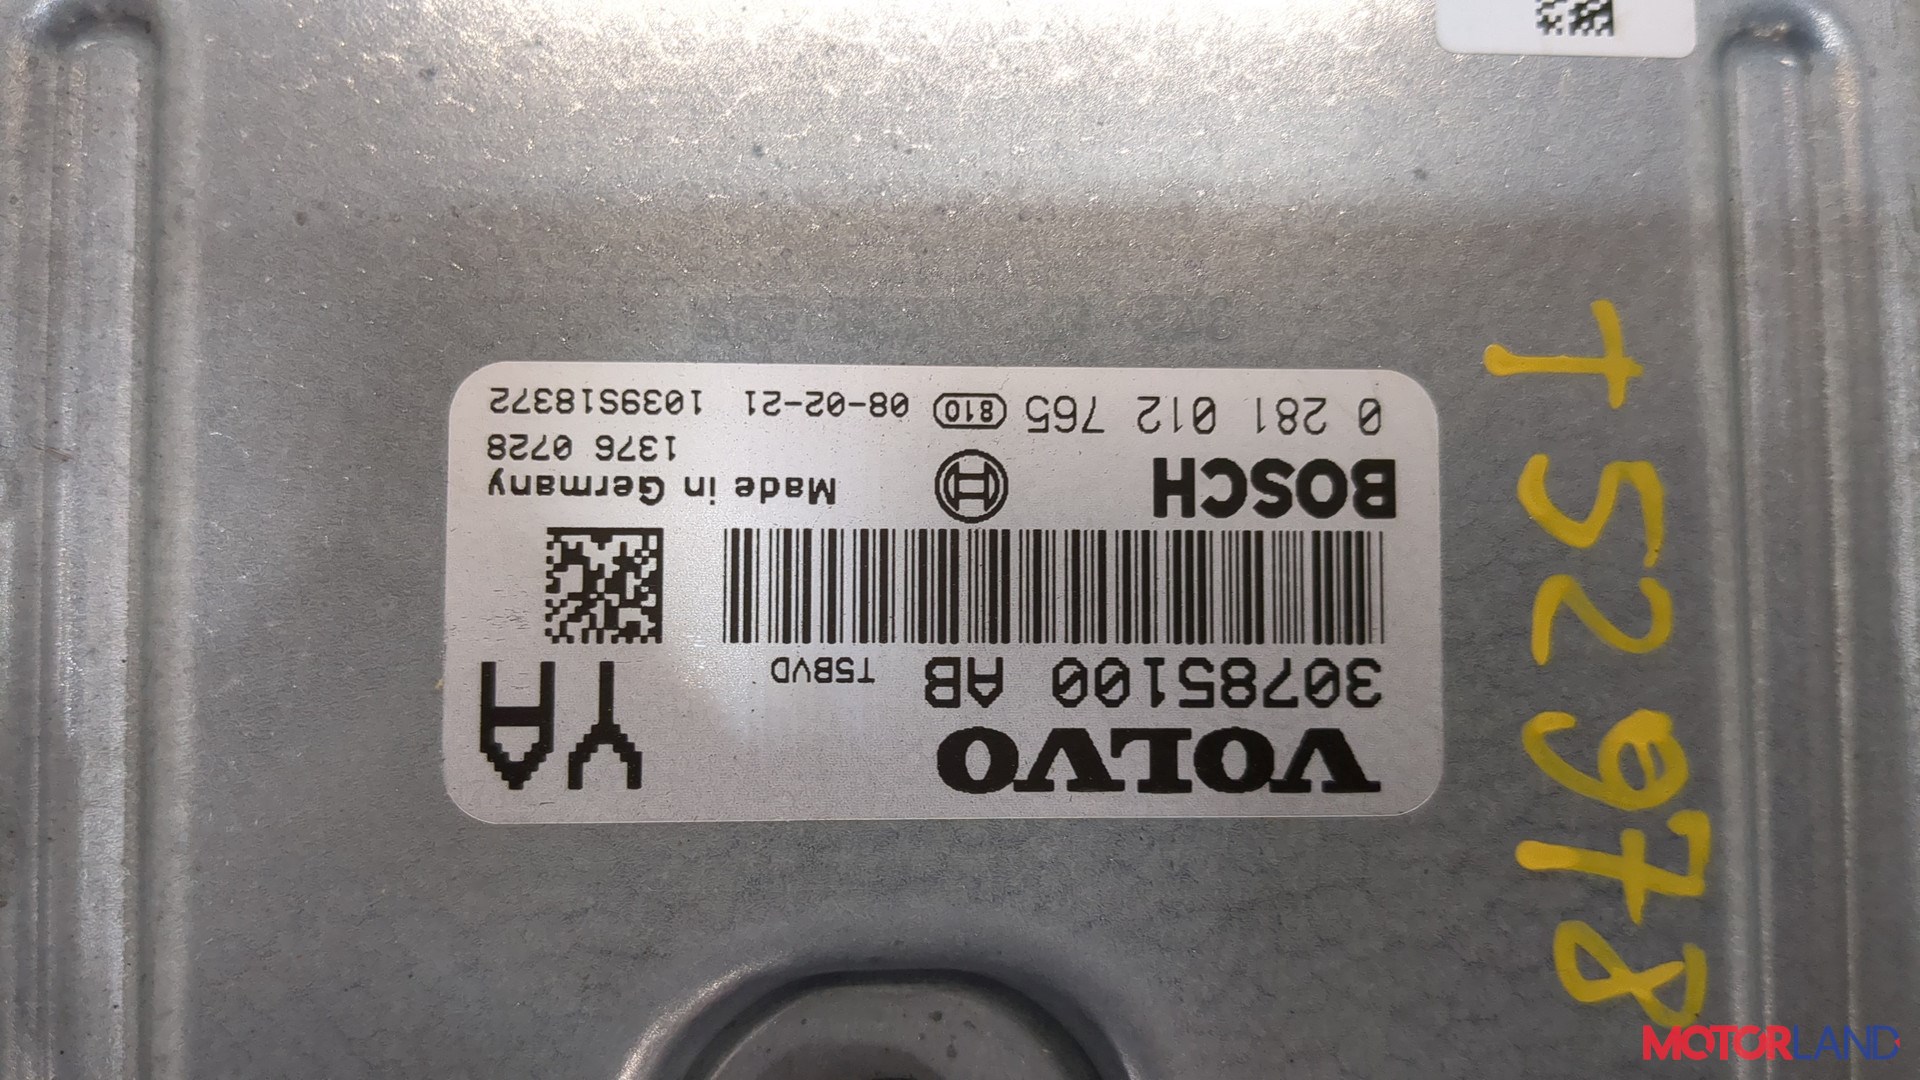 VOLVO
YA
30785100 AB T5BVD
BOSCH
Made in Germany
1376 0728
0 281 012 765 810 08-02-21 1039S18372
T52978
MOTORLAND